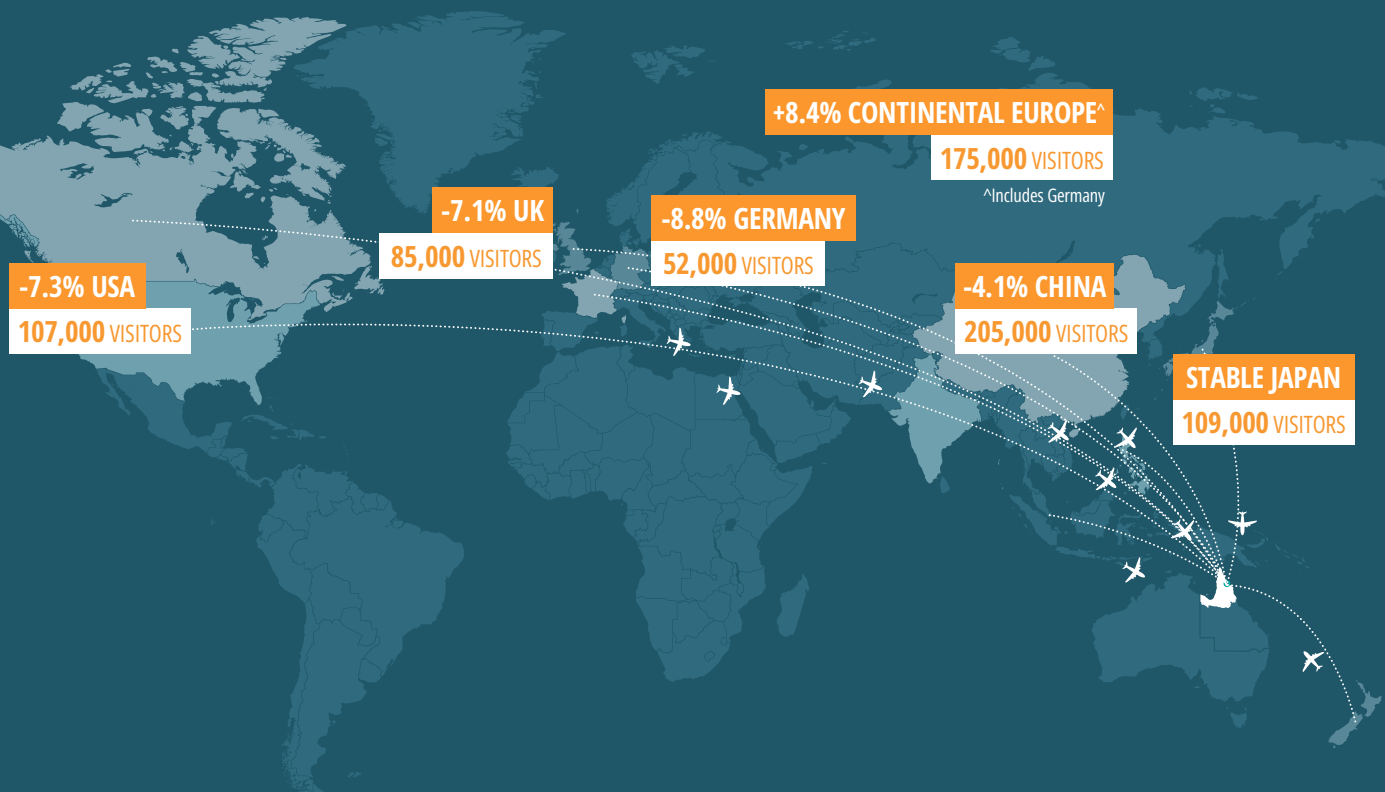 +8.4% CONTINENTAL EUROPE^
175,000 VISITORS
^Includes Germany
-7.1% UK
85,000 VISITORS
-8.8% GERMANY
52,000 VISITORS
-7.3% USA
107,000 VISITORS
-4.1% CHINA
205,000 VISITORS
STABLE JAPAN
109,000 VISITORS